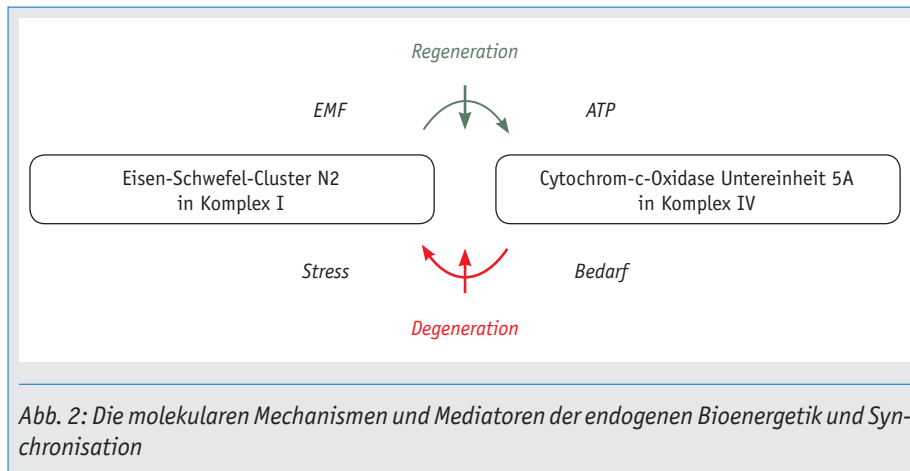 Regeneration
EMF
ATP
Eisen-Schwefel-Cluster N2
in Komplex I
Cytochrom-c-Oxidase Untereinheit 5A
in Komplex IV
Stress
Bedarf
Degeneration
Abb. 2: Die molekularen Mechanismen und Mediatoren der endogenen Bioenergetik und Syn-
chronisation